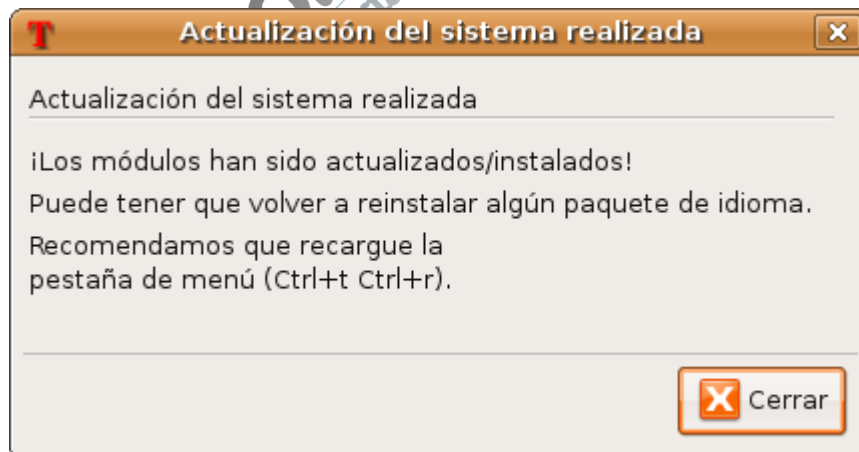 T Actualización del sistema realizada
Actualización del sistema realizada
¡Los módulos han sido actualizados/instalados!
Puede tener que volver a reinstalar algún paquete de idioma.
Recomendamos que recargue la
pestaña de menú (Ctrl+t Ctrl+r).
Cerrar